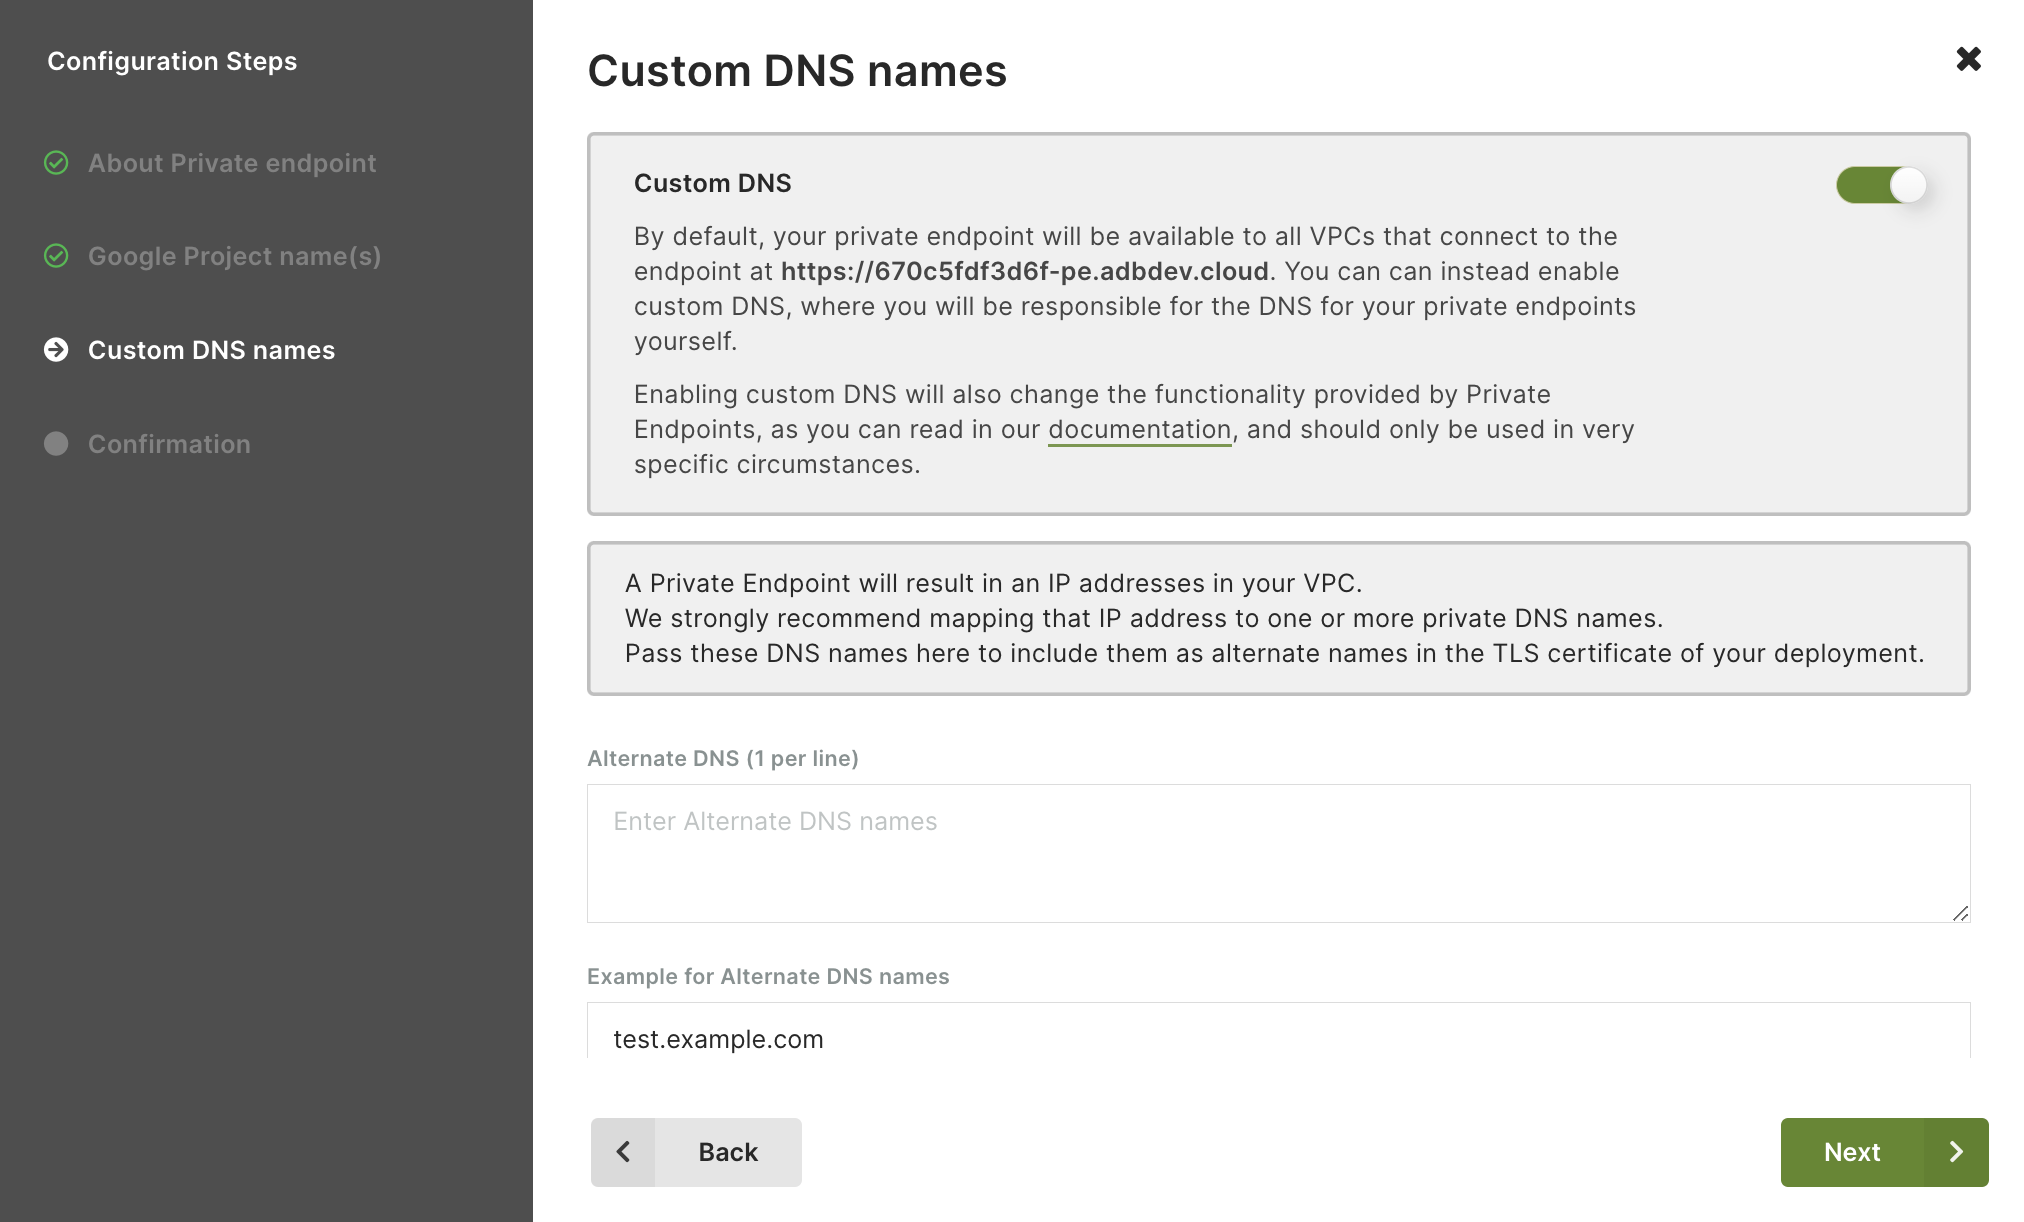 Configuration Steps
About Private endpoint
Google Project name(s)
Custom DNS names
Confirmation
Custom DNS names
Custom DNS
By default, your private endpoint will be available to all VPCs that connect to the
endpoint at https://670c5fdf3d6f-pe.adbdev.cloud. You can can instead enable
custom DNS, where you will be responsible for the DNS for your private endpoints
yourself.
Enabling custom DNS will also change the functionality provided by Private
Endpoints, as you can read in our documentation, and should only be used in very
specific circumstances.
A Private Endpoint will result in an IP addresses in your VPC.
We strongly recommend mapping that IP address to one or more private DNS names.
Pass these DNS names here to include them as alternate names in the TLS certificate of your deployment.
Alternate DNS (1 per line)
Enter Alternate DNS names
Example for Alternate DNS names
test.example.com
Back
Next